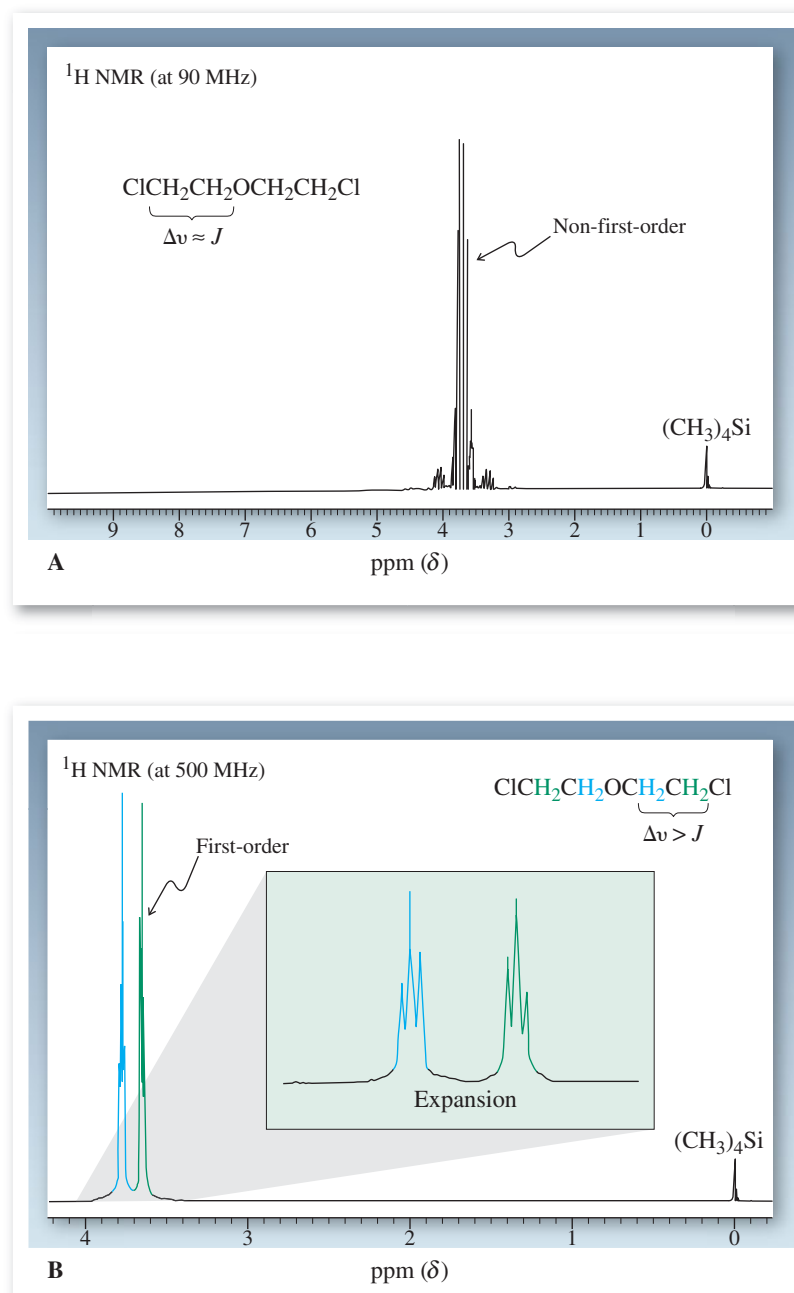 ¹H NMR (at 90 MHz)
ClCH₂CH₂OCH₂CH₂Cl
Δυ ≈ J
Non-first-order
(CH₃)₄Si
9 8 7 6 5 4 3 2 1 0
A ppm (δ)
¹H NMR (at 500 MHz)
ClCH₂CH₂OCH₂CH₂Cl
Δυ > J
First-order
Expansion
(CH₃)₄Si
4 3 2 1 0
B ppm (δ)